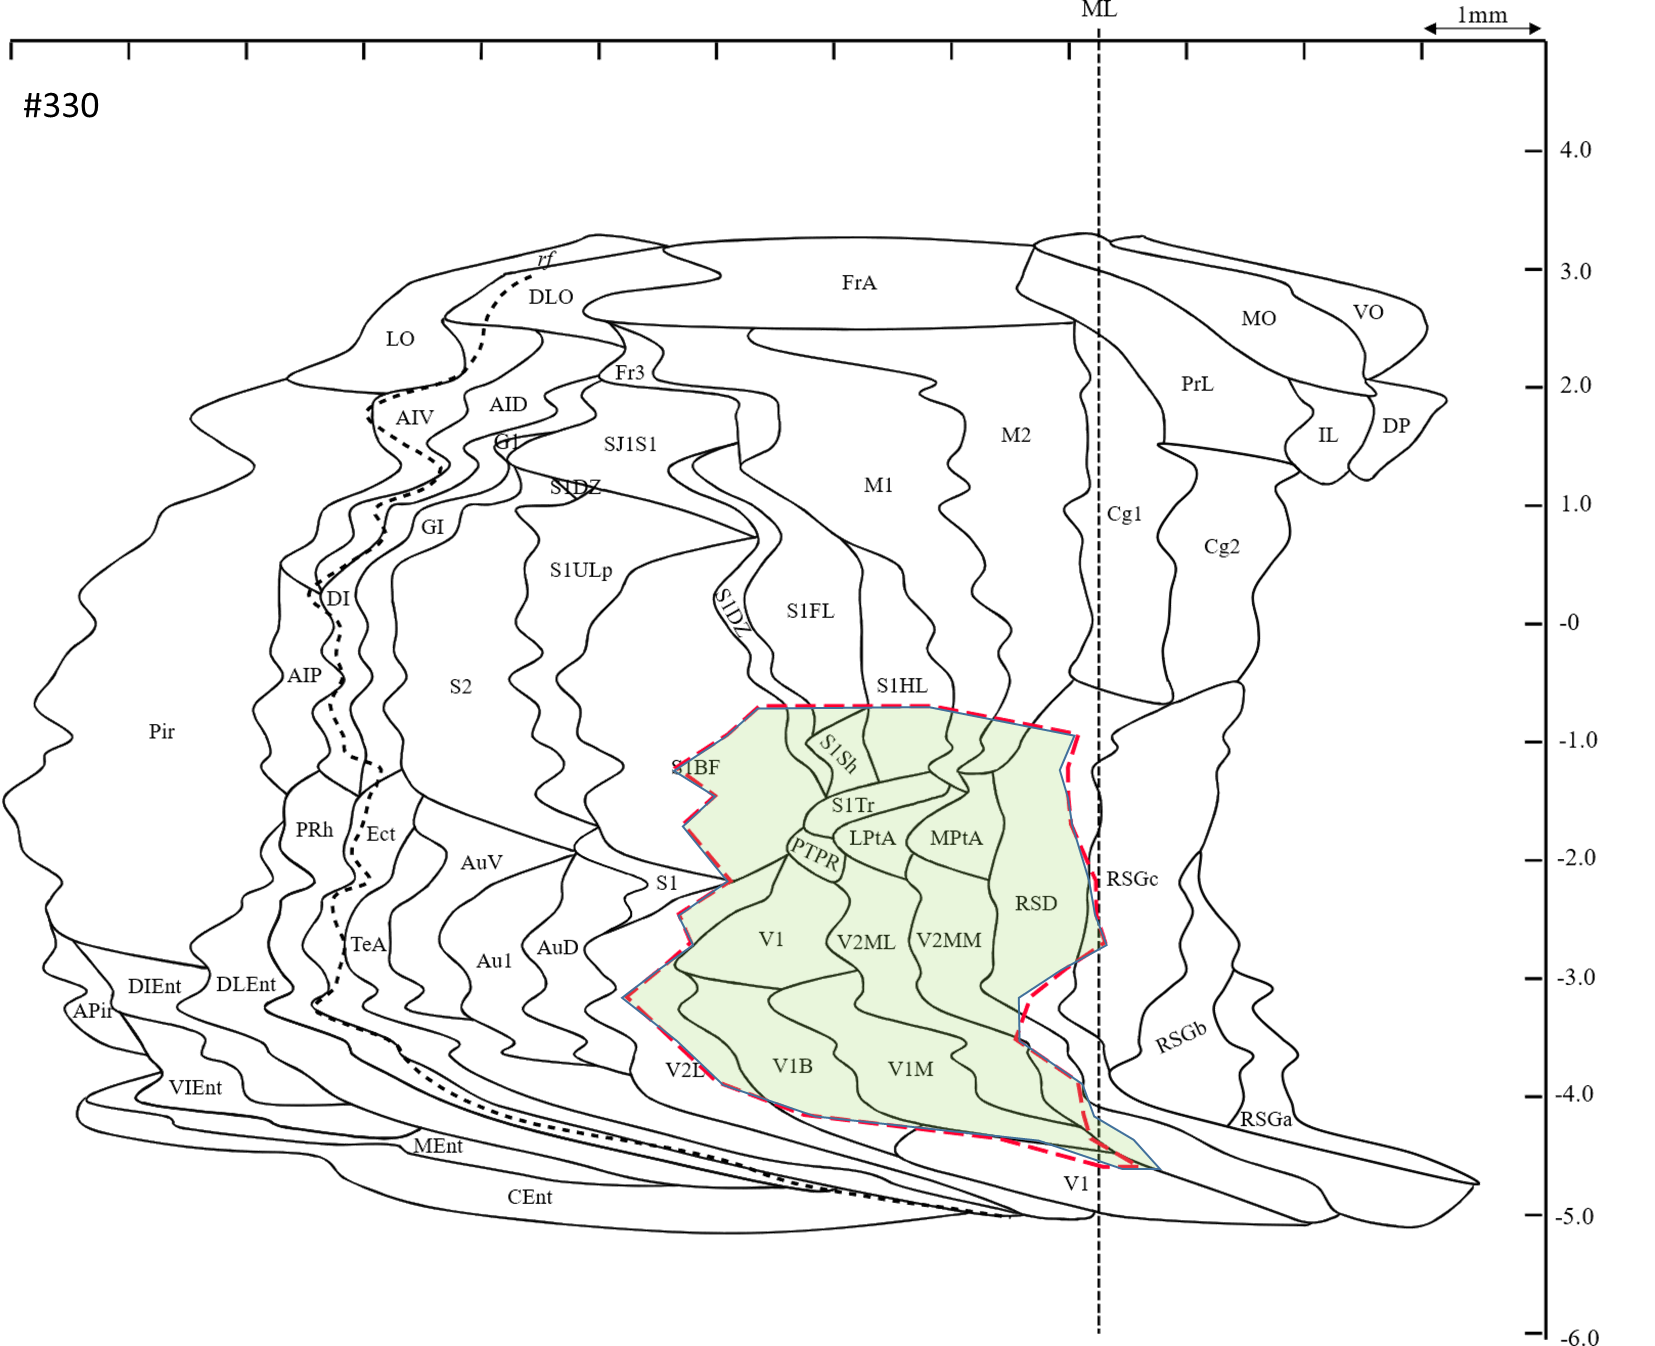 ML
1mm
#330
4.0
rf
3.0
DLO
FrA
VO
MO
LO
Fr3
PrL
2.0
AID
AIV
DP
M2
IL
G1
SJ1S1
M1
S1DZ
1.0
Cg1
GI
Cg2
S1ULp
DI
S1DZ
S1FL
-0
AIP
S2
S1HL
Pir
-1.0
S1Sh
S1BF
S1Tr
PRh
Ect
LPtA
MPtA
PTPR
-2.0
AuV
S1
RSGc
RSD
TeA
AuD
V1
V2ML
V2MM
Au1
-3.0
DIEnt
DLEnt
APir
RSGb
V2L
V1B
V1M
VIEnt
-4.0
RSGa
MEnt
V1
CEnt
-5.0
-6.0